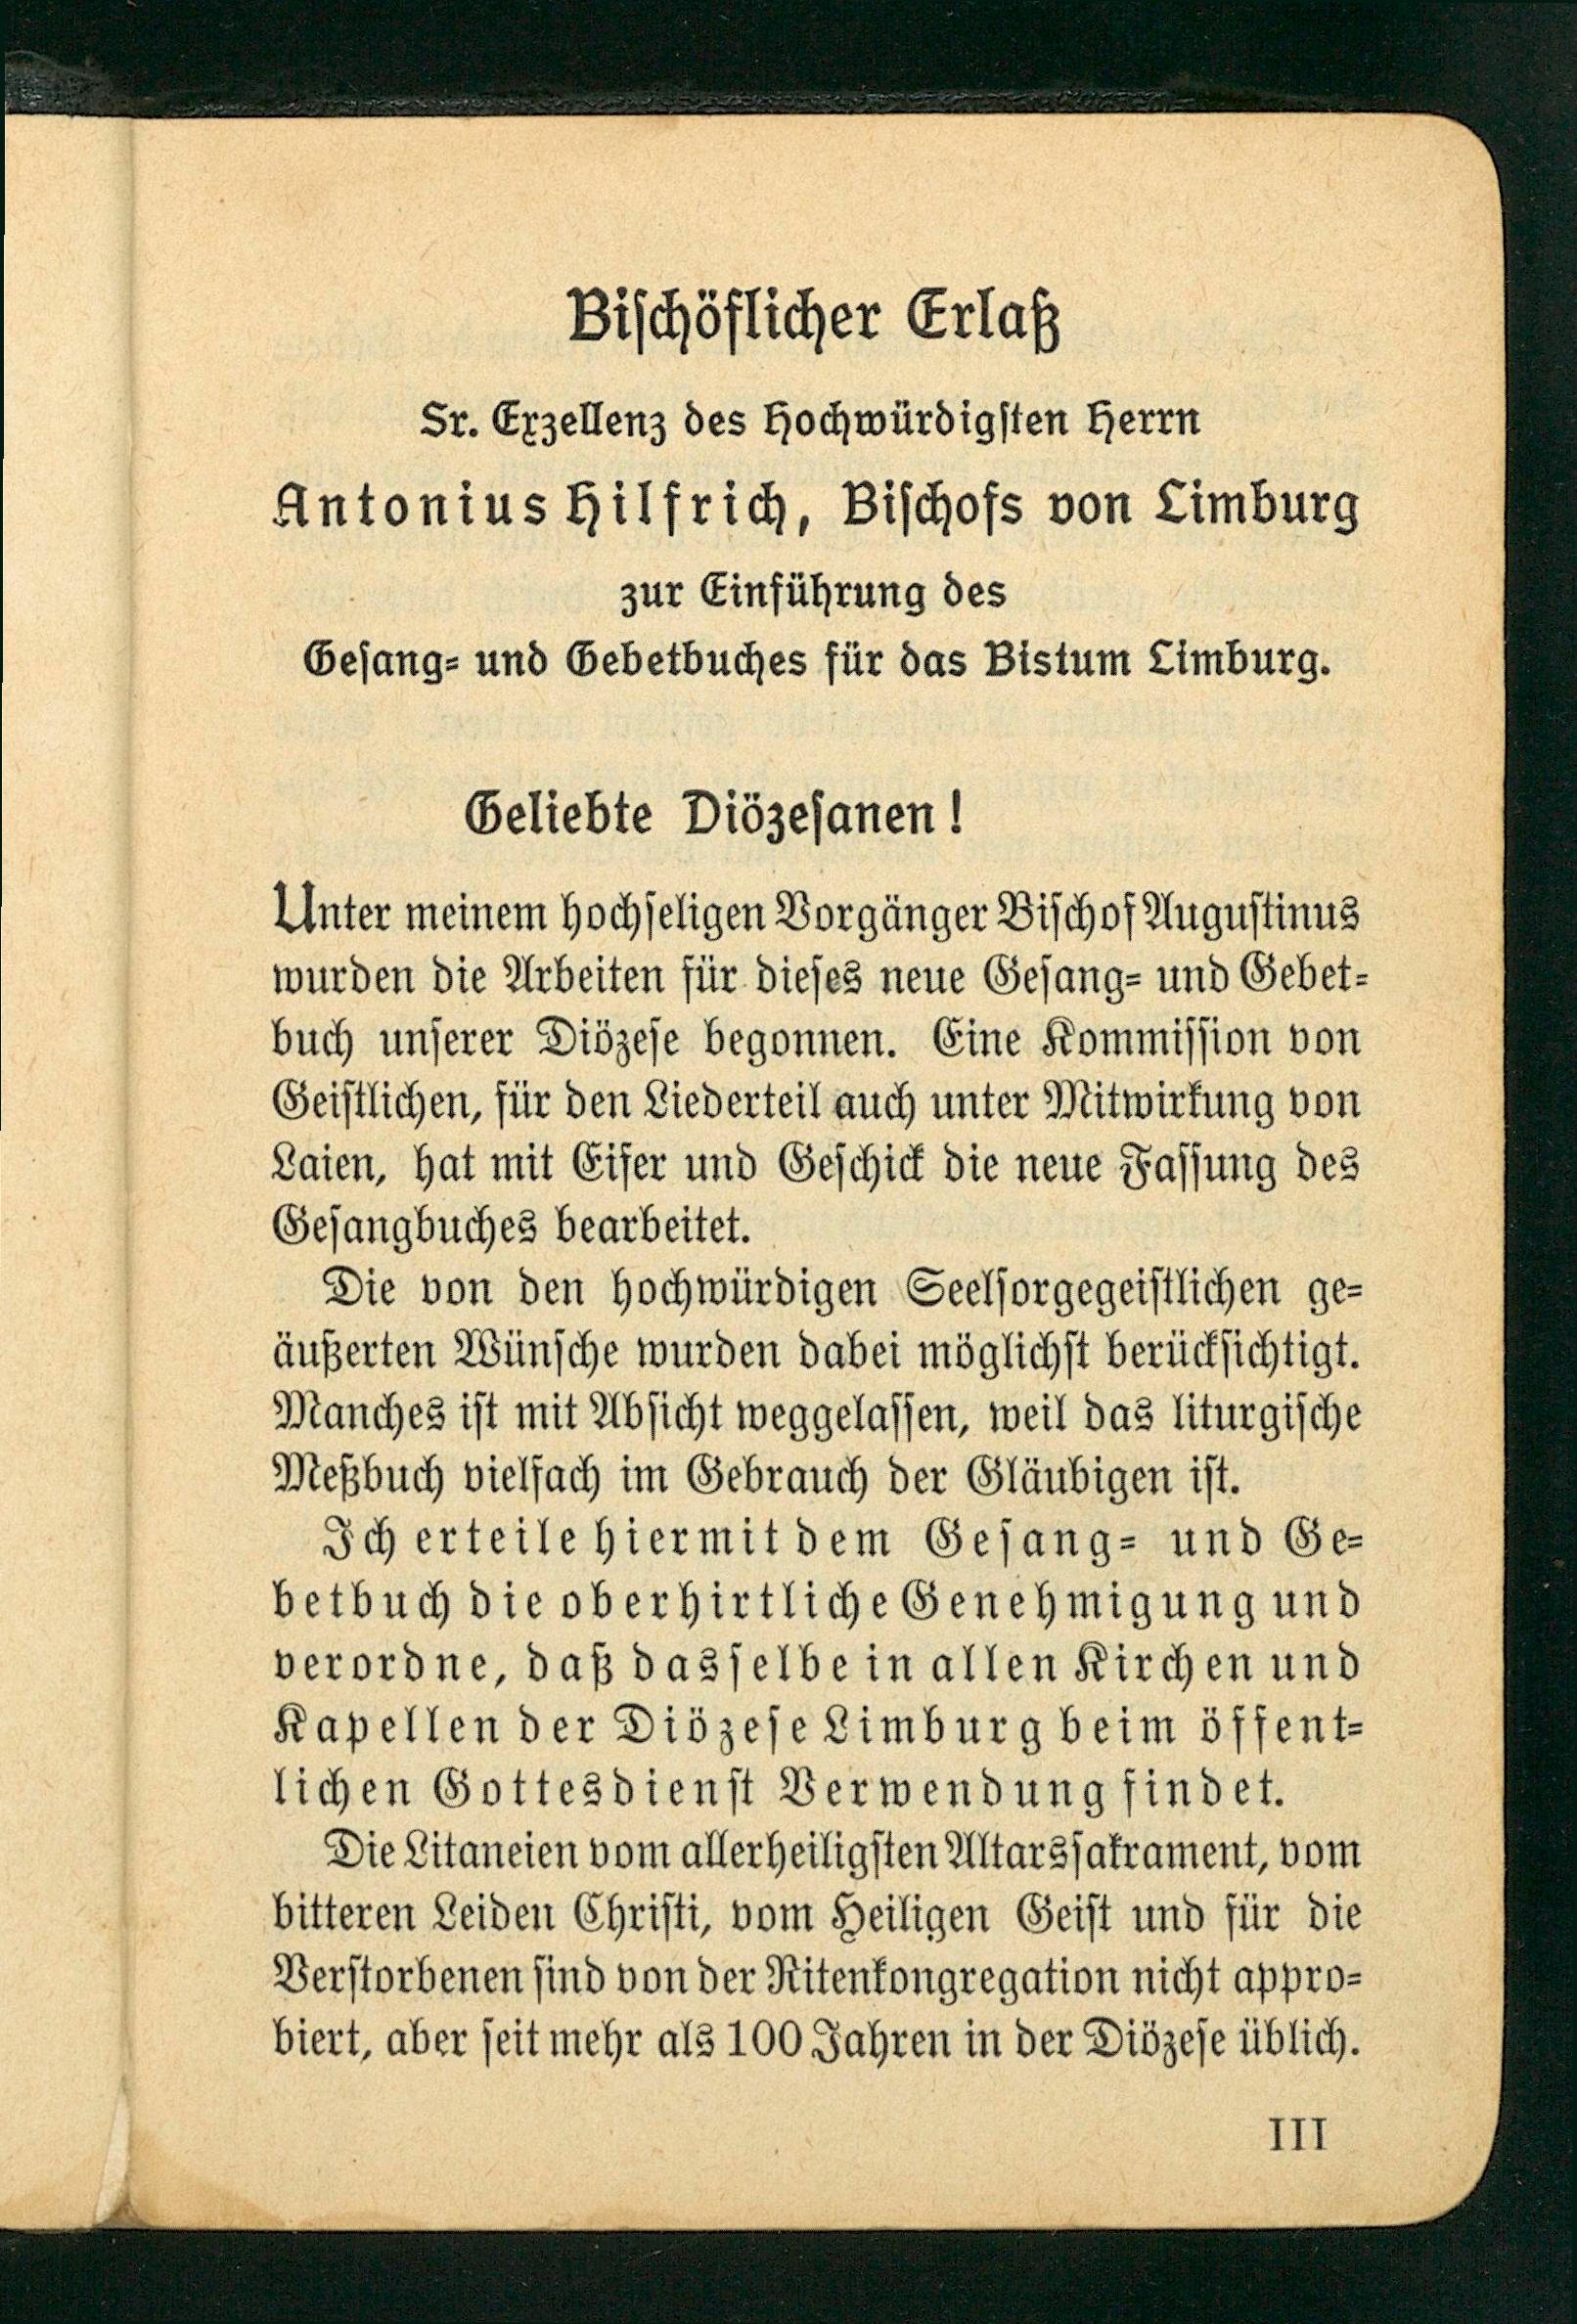 Bischöflicher Erlaß
Sr. Exzellenz des Hochwürdigsten Herrn
Antonius Hilfrich, Bischofs von Limburg
zur Einführung des
Gesang- und Gebetbuches für das Bistum Limburg.
Geliebte Diözesanen!
Unter meinem hochseligen Vorgänger Bischof Augustinus
wurden die Arbeiten für dieses neue Gesang- und Gebet-
buch unserer Diözese begonnen. Eine Kommission von
Geistlichen, für den Liederteil auch unter Mitwirkung von
Laien, hat mit Eifer und Geschick die neue Fassung des
Gesangbuches bearbeitet.
Die von den hochwürdigen Seelsorgegeistlichen ge-
äußerten Wünsche wurden dabei möglichst berücksichtigt.
Manches ist mit Absicht weggelassen, weil das liturgische
Meßbuch vielfach im Gebrauch der Gläubigen ist.
Ich erteile hiermit dem Gesang- und Ge-
betbuch die oberhirtliche Genehmigung und
verordne, daß dasselbe in allen Kirchen und
Kapellen der Diözese Limburg beim öffent-
lichen Gottesdienst Verwendung findet.
Die Litaneien vom allerheiligsten Altarssakrament, vom
bitteren Leiden Christi, vom Heiligen Geist und für die
Verstorbenen sind von der Ritenkongregation nicht appro-
biert, aber seit mehr als 100 Jahren in der Diözese üblich.
III